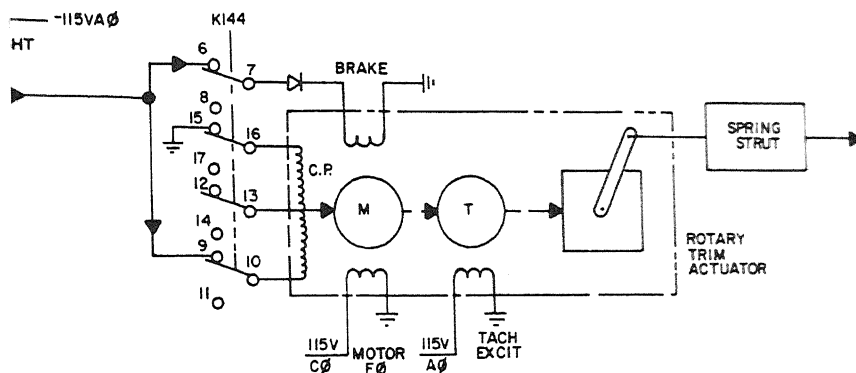 -115VAØ
HT
K144
6
7
BRAKE
8
15
16
17
12
13
14
9
10
11
C.P.
M
T
SPRING
STRUT
ROTARY
TRIM
ACTUATOR
115V
CØ
MOTOR
FØ
115V
AØ
TACH
EXCIT